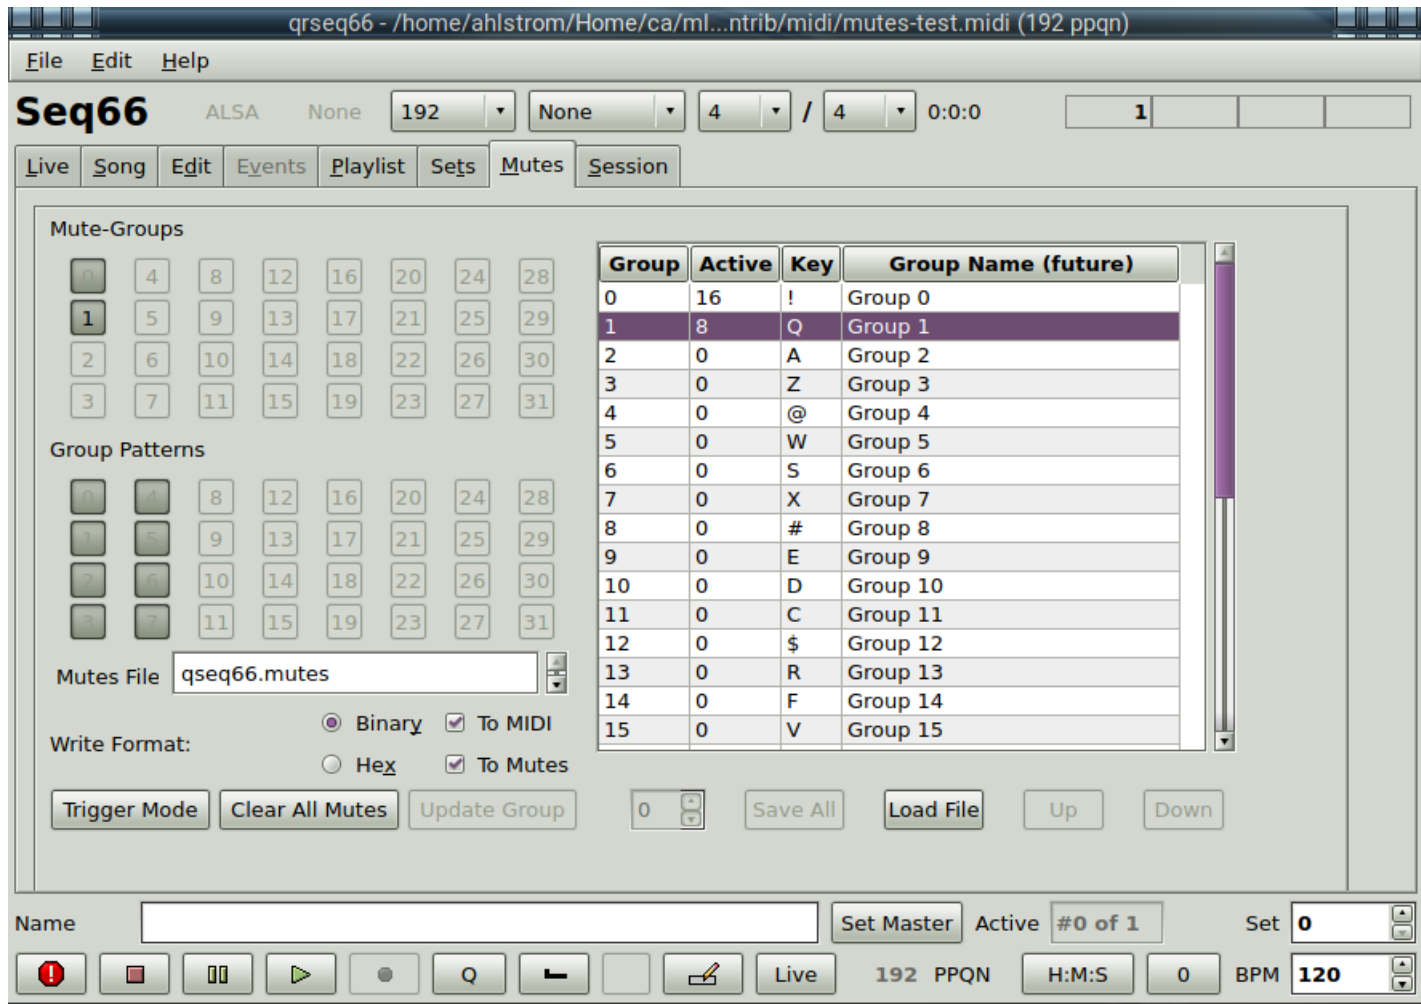 qrseq66 - /home/ahlstrom/Home/ca/ml...ntrib/midi/mutes-test.midi (192 ppqn)
File Edit Help
Seq66 ALSA None 192 None 4 / 4 0:0:0 1
Live Song Edit Events Playlist Sets Mutes Session
Mute-Groups
0 4 8 12 16 20 24 28
1 5 9 13 17 21 25 29
2 6 10 14 18 22 26 30
3 7 11 15 19 23 27 31
Group Patterns
0 4 8 12 16 20 24 28
1 5 9 13 17 21 25 29
2 6 10 14 18 22 26 30
3 7 11 15 19 23 27 31
Mutes File qseq66.mutes
Write Format:
Binary To MIDI
Hex To Mutes
Group Active Key Group Name (future)
0 16 ! Group 0
1 8 Q Group 1
2 0 A Group 2
3 0 Z Group 3
4 0 @ Group 4
5 0 W Group 5
6 0 S Group 6
7 0 X Group 7
8 0 # Group 8
9 0 E Group 9
10 0 D Group 10
11 0 C Group 11
12 0 $ Group 12
13 0 R Group 13
14 0 F Group 14
15 0 V Group 15
Trigger Mode Clear All Mutes Update Group 0 Save All Load File Up Down
Name Set Master Active #0 of 1 Set 0
Q Live 192 PPQN H:M:S 0 BPM 120